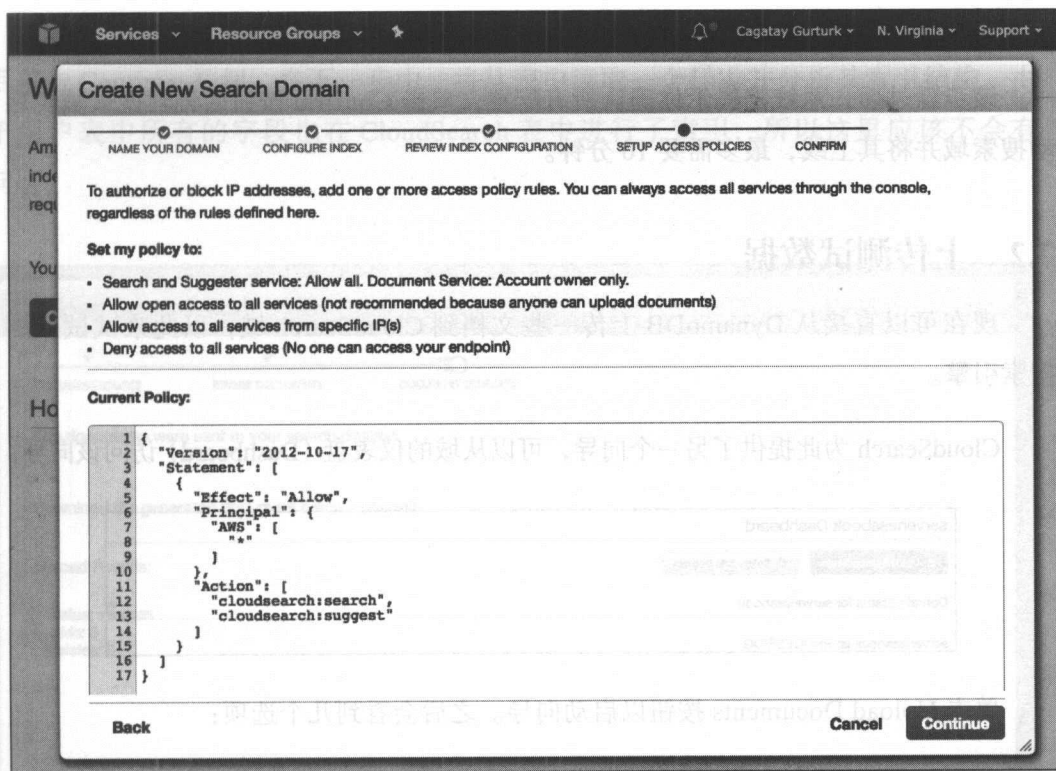 Services
Resource Groups
Cagatay Gurturk
N. Virginia
Support
W
Create New Search Domain
Ami
inde
requ
NAME YOUR DOMAIN
CONFIGURE INDEX
REVIEW INDEX CONFIGURATION
SETUP ACCESS POLICIES
CONFIRM
To authorize or block IP addresses, add one or more access policy rules. You can always access all services through the console,
regardless of the rules defined here.
Set my policy to:
You
Search and Suggester service: Allow all. Document Service: Account owner only.
Allow open access to all services (not recommended because anyone can upload documents)
C
Allow access to all services from specific IP(s)
Deny access to all services (No one can access your endpoint)
Ho
Current Policy:
1 {
2 "Version": "2012-10-17",
3 "Statement": [
4 {
5 "Effect": "Allow",
6 "Principal": {
7 "AWS": [
8 "*"
9 ]
10 },
11 "Action": [
12 "cloudsearch:search",
13 "cloudsearch:suggest"
14 ]
15 }
16 ]
17 }
Back
Cancel
Continue